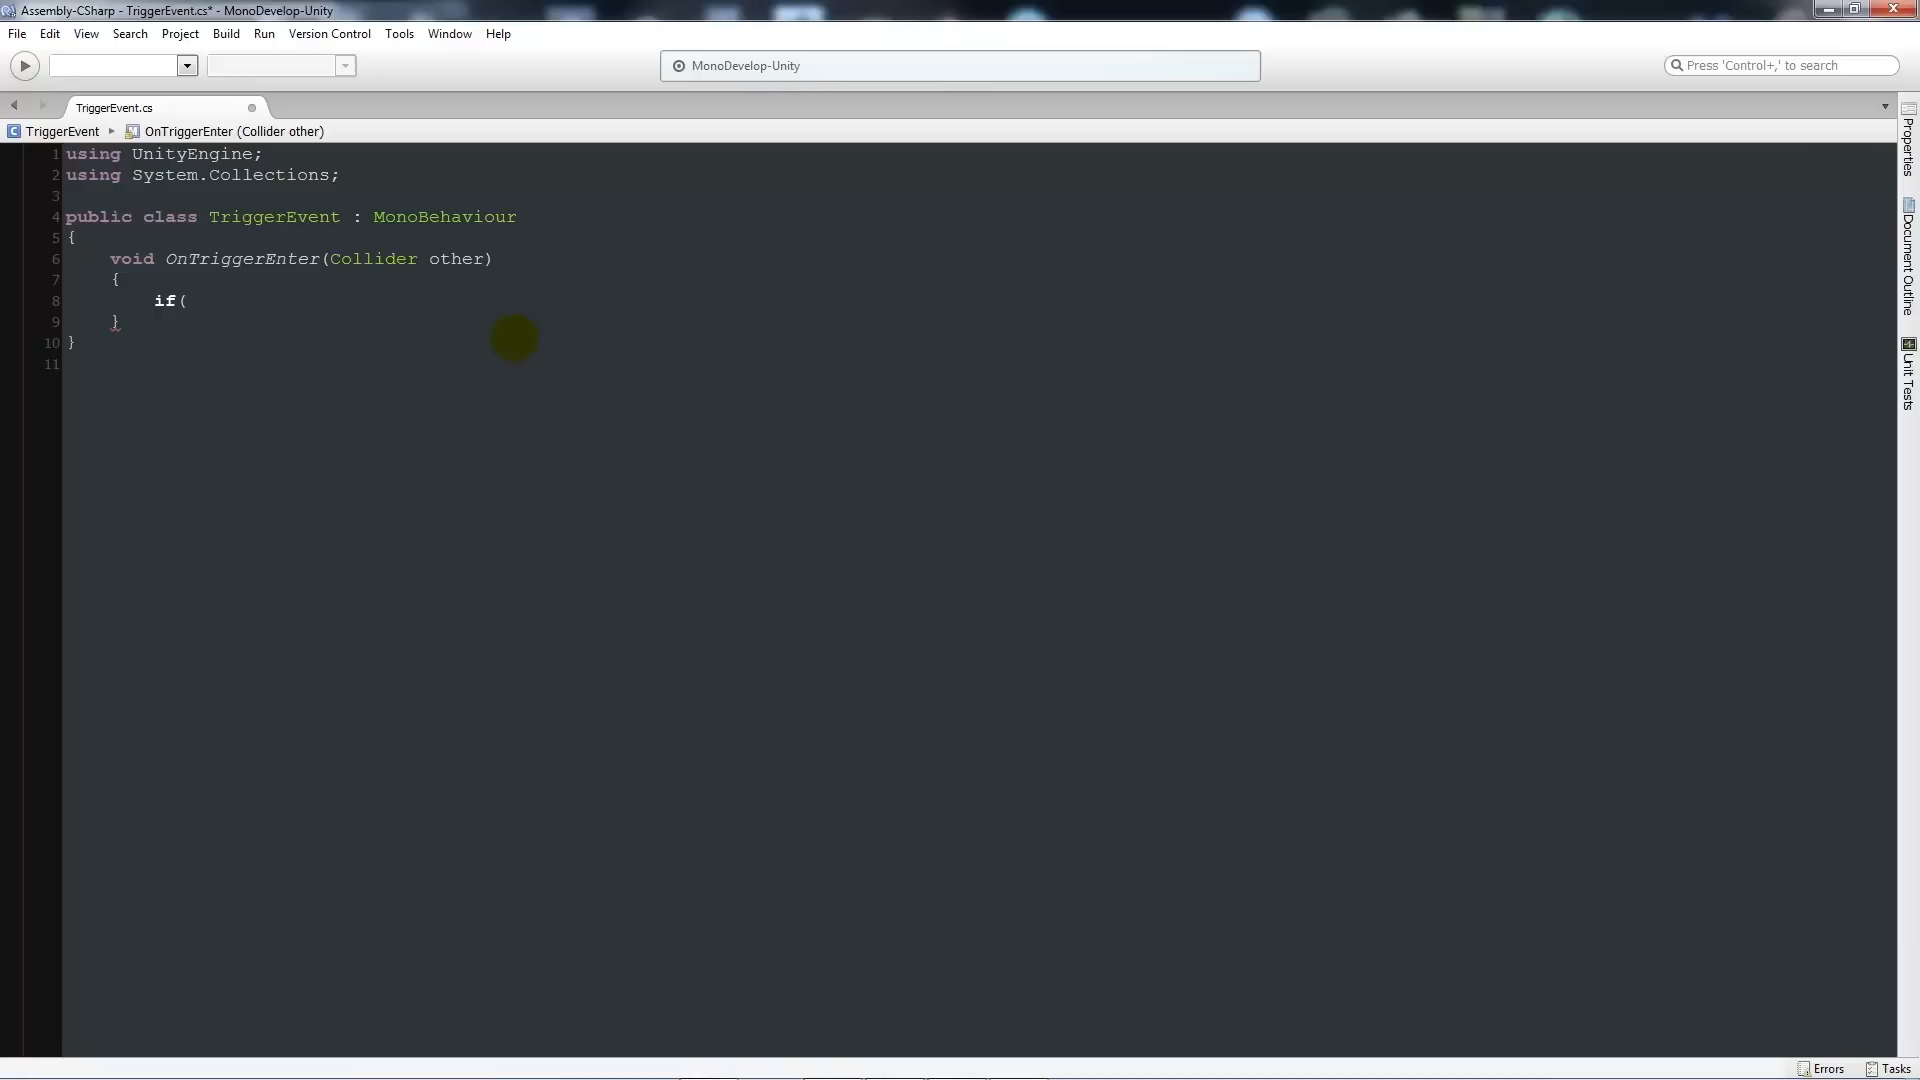 Assembly-CSharp - TriggerEvent.cs* - MonoDevelop-Unity
File Edit View Search Project Build Run Version Control Tools Window Help
MonoDevelop-Unity
Press 'Control+,' to search
TriggerEvent.cs
TriggerEvent OnTriggerEnter (Collider other)
1 using UnityEngine;
2 using System.Collections;
3
4 public class TriggerEvent : MonoBehaviour
5 {
6 void OnTriggerEnter(Collider other)
7 {
8 if(
9 }
10 }
11
Properties
Document Outline
Unit Tests
Errors Tasks